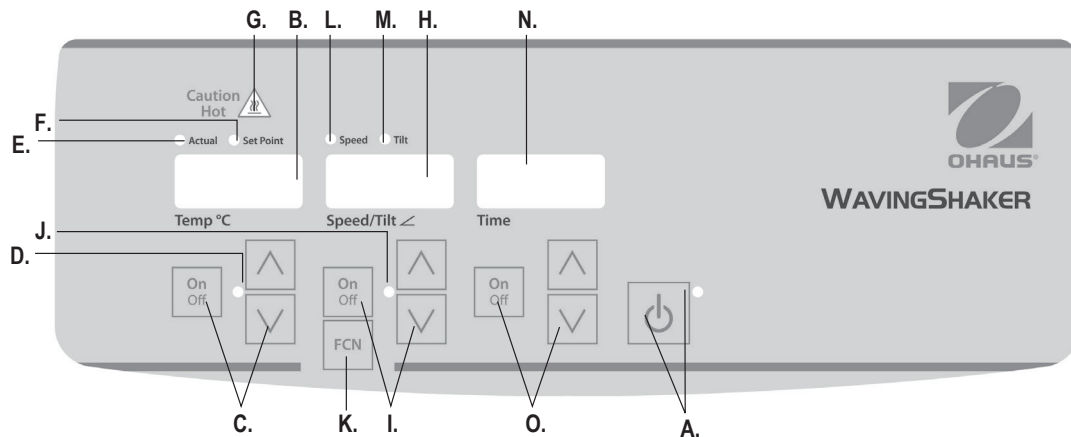 G. B. L. M. H. N.
Caution
Hot
F.
E.
Actual Set Point Speed Tilt
OHAUS®
WAVINGSHAKER
Temp °C Speed/Tilt ∠ Time
J.
D.
On
Off
On
Off
On
Off
FCN
C. K. I. O. A.